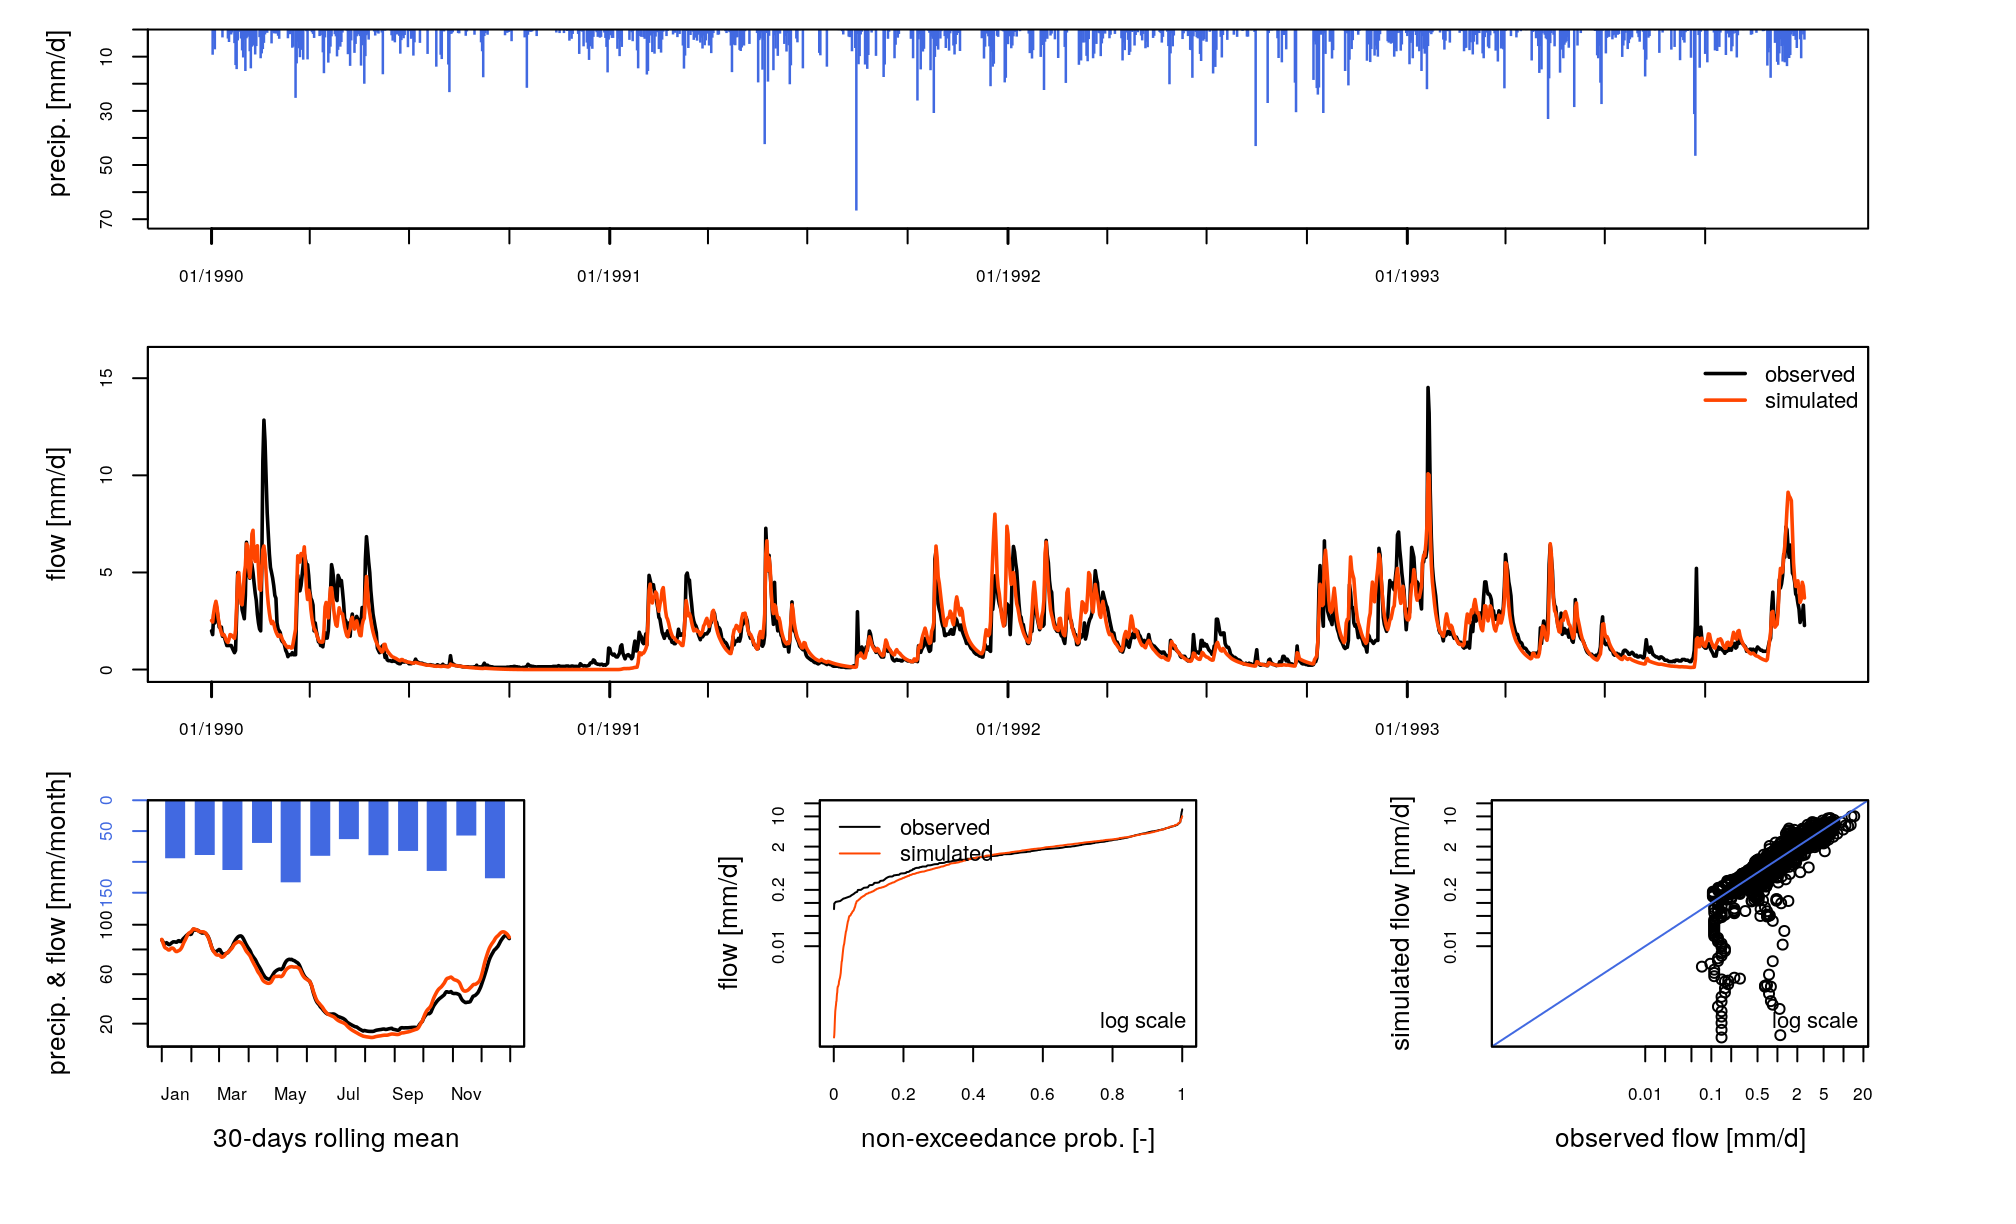 precip. [mm/d]
10
30
50
70
01/1990
01/1991
01/1992
01/1993
flow [mm/d]
0
5
10
15
observed
simulated
01/1990
01/1991
01/1992
01/1993
precip. & flow [mm/month]
0
50
150
100
60
20
Jan
Mar
May
Jul
Sep
Nov
30-days rolling mean
flow [mm/d]
10
2
0.2
0.01
observed
simulated
log scale
0
0.2
0.4
0.6
0.8
1
non-exceedance prob. [-]
simulated flow [mm/d]
10
2
0.2
0.01
log scale
0.01
0.1
0.5
2
5
20
observed flow [mm/d]